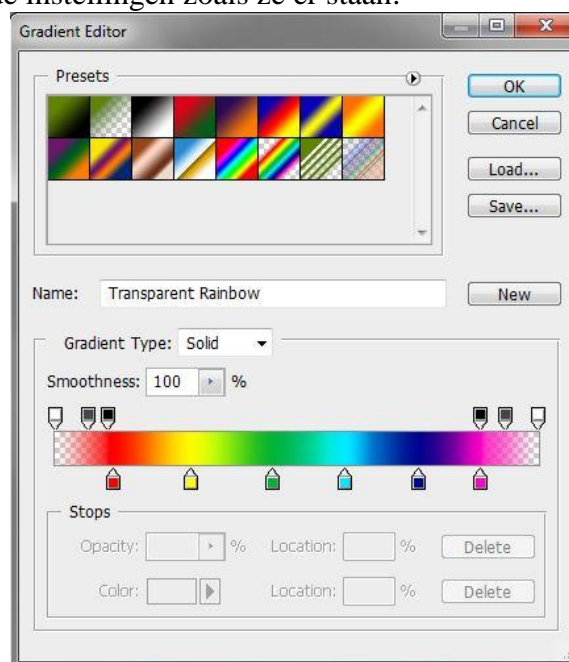 de instellingen zoals ze er staan.
Gradient Editor
Presets
OK
Cancel
Load...
Save...
Name: Transparent Rainbow
New
Gradient Type: Solid
Smoothness: 100 %
Stops
Opacity: % Location: % Delete
Color: Location: % Delete